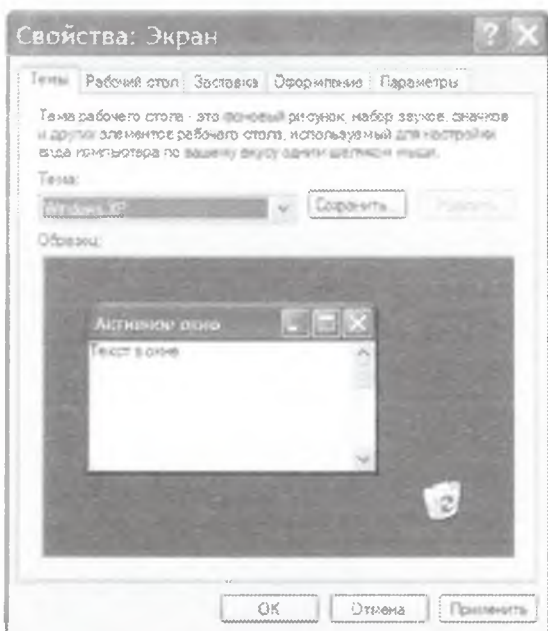 Свойства: Экран
Темы Рабочий стол Заставка Оформление Параметры
Тема рабочего стола - это фоновый рисунок, набор звуков, значков
и других элементов рабочего стола, используемый для настройки
вида компьютера по вашему вкусу одним щелчком мыши.
Тема:
Windows XP Сохранить... Удалить
Образец:
Активное окно
Текст в окне
ОК Отмена Применить